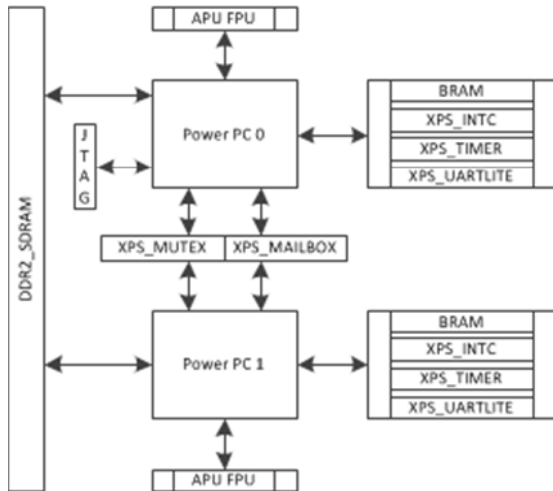 APU FPU
DDR2_SDRAM
Power PC 0
JTAG
BRAM
XPS_INTC
XPS_TIMER
XPS_UARTLITE
XPS_MUTEX
XPS_MAILBOX
Power PC 1
BRAM
XPS_INTC
XPS_TIMER
XPS_UARTLITE
APU FPU